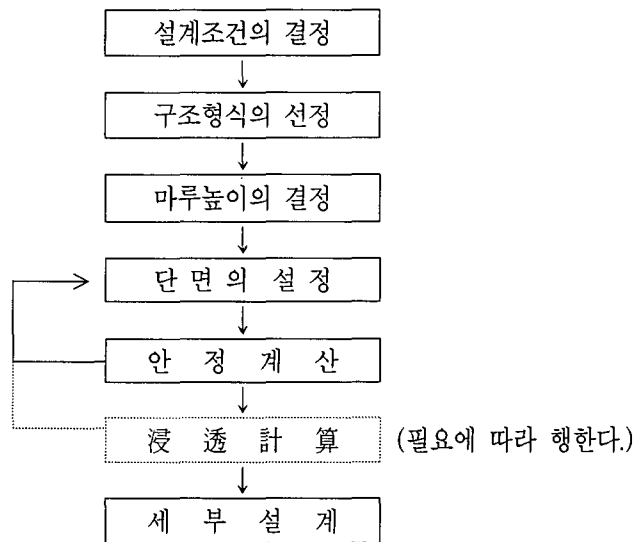 설계조건의 결정
구조형식의 선정
마루높이의 결정
단 면 의 설 정
안 정 계 산
浸 透 計 算 (필요에 따라 행한다.)
세 부 설 계